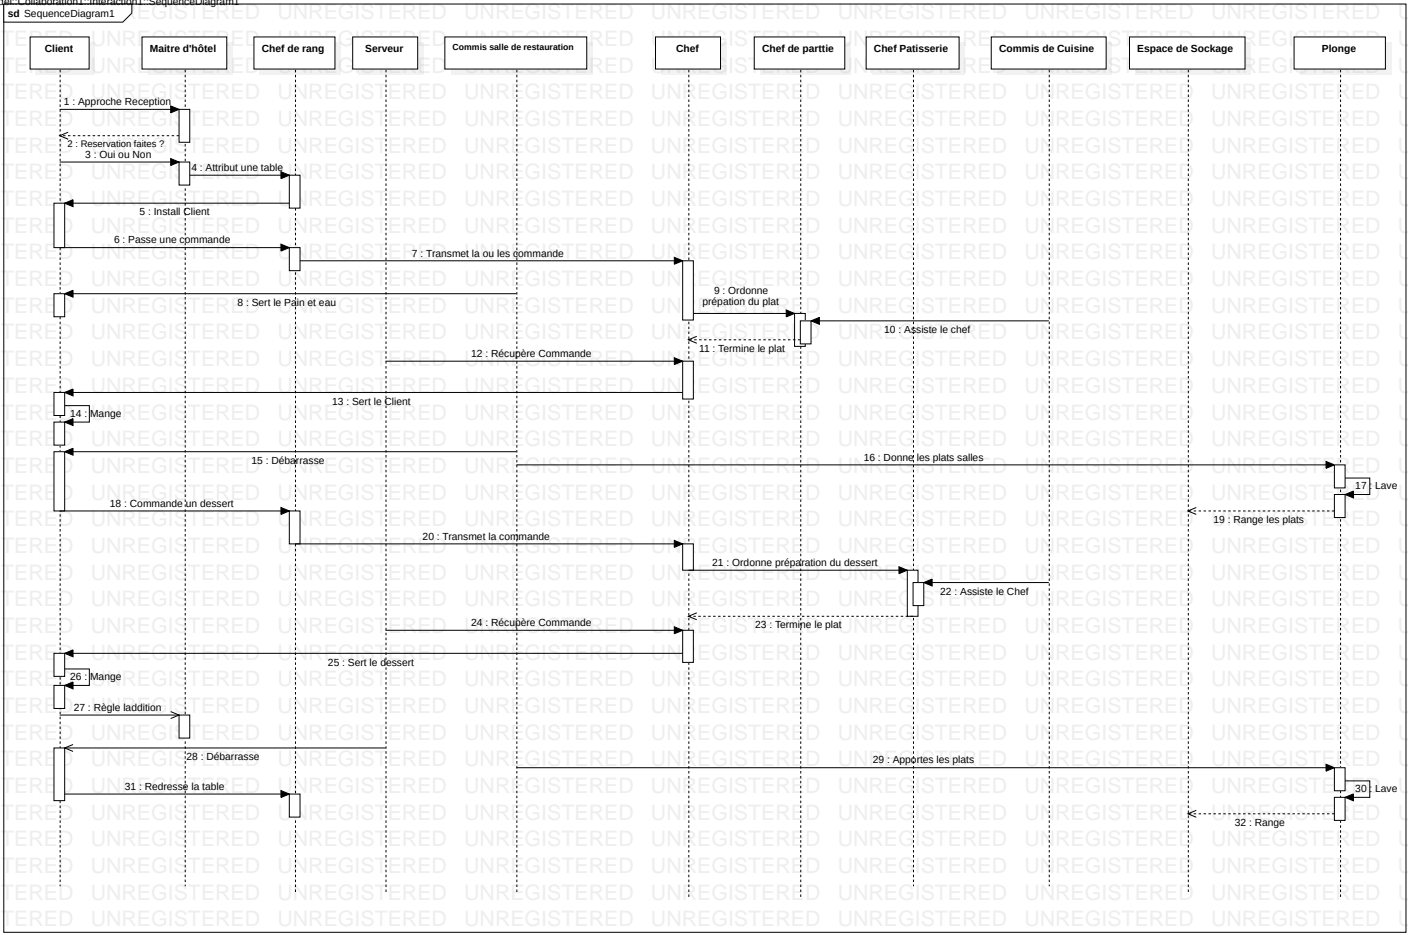 sd SequenceDiagram1
Client
Maitre d'hôtel
Chef de rang
Serveur
Commis salle de restauration
Chef
Chef de parttie
Chef Patisserie
Commis de Cuisine
Espace de Sockage
Plonge
1 : Approche Reception
2 : Reservation faites ?
3 : Oui ou Non
4 : Attribut une table
5 : Install Client
6 : Passe une commande
7 : Transmet la ou les commande
8 : Sert le Pain et eau
9 : Ordonne
prépation du plat
10 : Assiste le chef
11 : Termine le plat
12 : Récupère Commande
13 : Sert le Client
14 : Mange
15 : Débarrasse
16 : Donne les plats salles
17 : Lave
18 : Commande un dessert
19 : Range les plats
20 : Transmet la commande
21 : Ordonne préparation du dessert
22 : Assiste le Chef
23 : Termine le plat
24 : Récupère Commande
25 : Sert le dessert
26 : Mange
27 : Règle laddition
28 : Débarrasse
29 : Apportes les plats
30 : Lave
31 : Redresse la table
32 : Range
UNREGISTERED